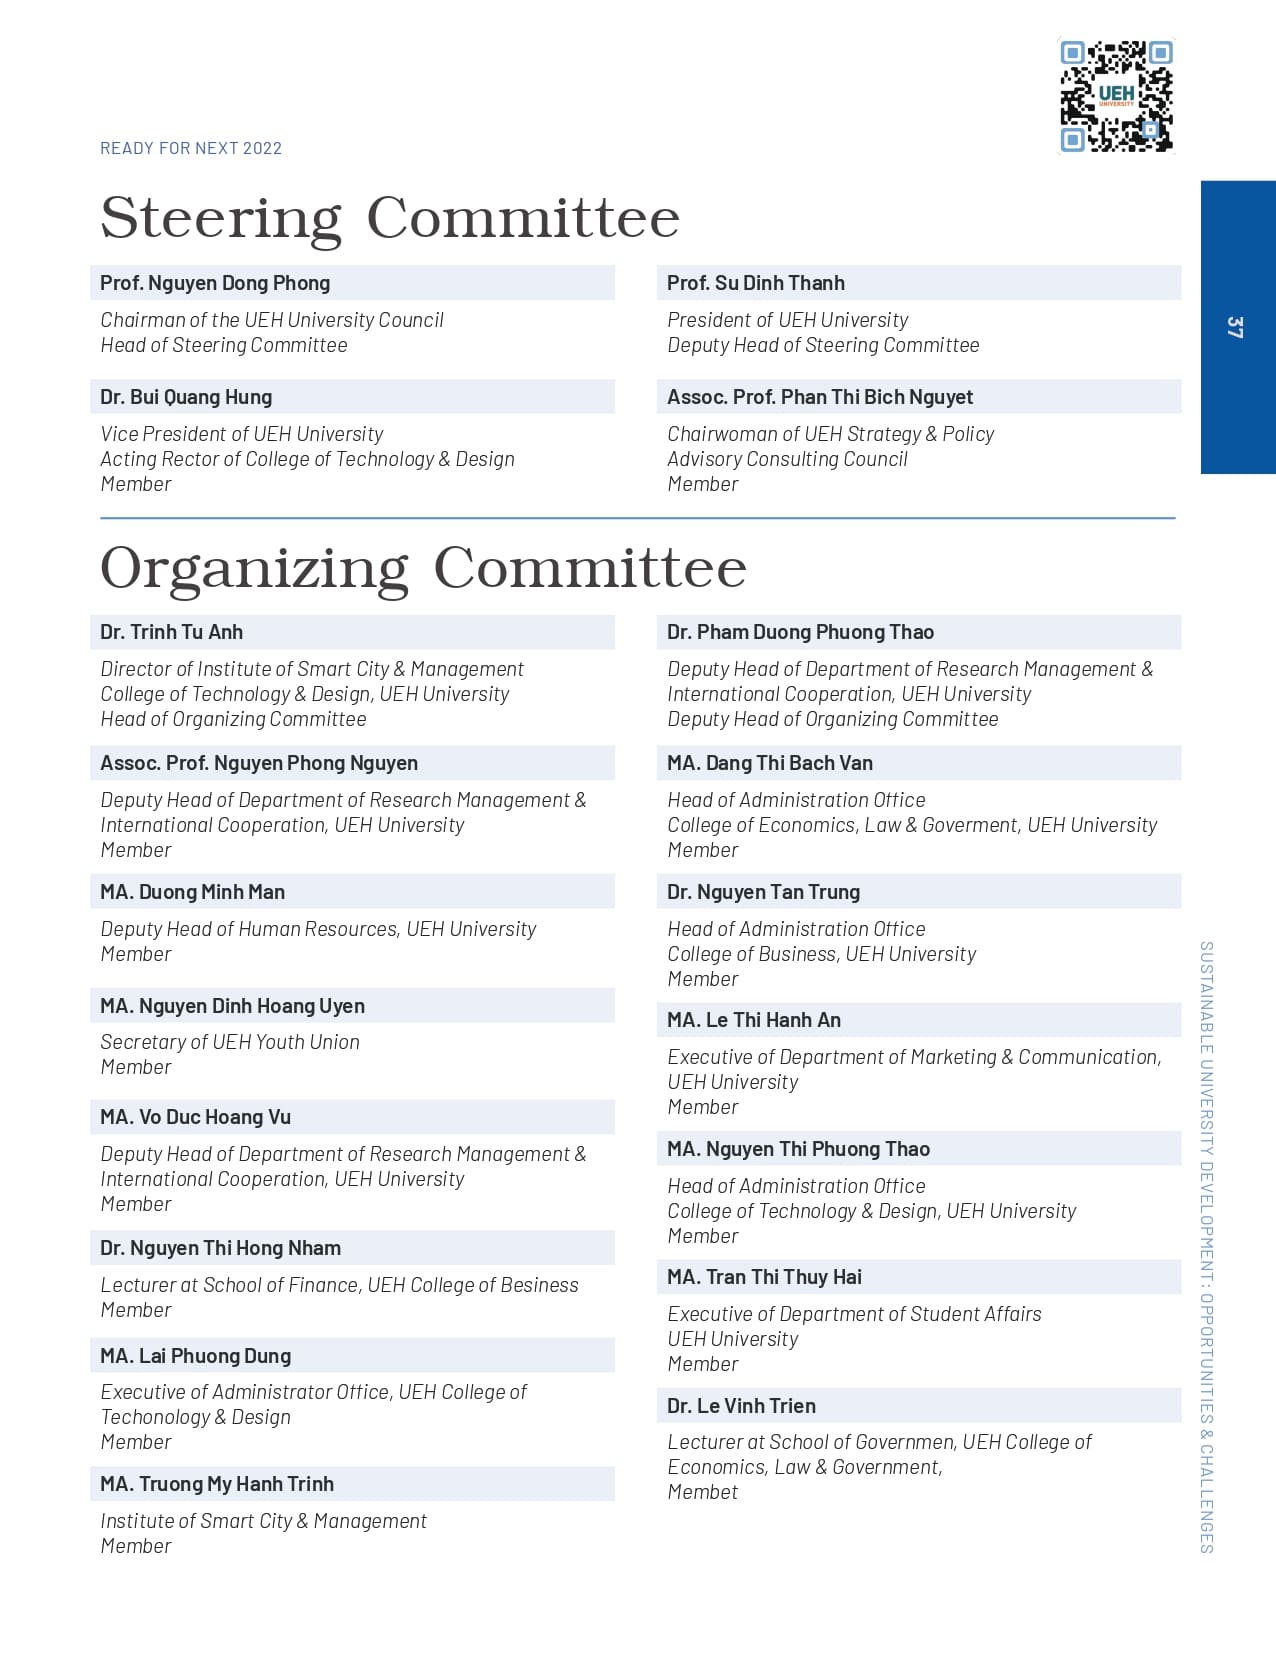 UEH
UNIVERSITY
READY FOR NEXT 2022
Steering Committee
Prof. Nguyen Dong Phong
Chairman of the UEH University Council
Head of Steering Committee
Prof. Su Dinh Thanh
President of UEH University
Deputy Head of Steering Committee
Dr. Bui Quang Hung
Vice President of UEH University
Acting Rector of College of Technology & Design
Member
Assoc. Prof. Phan Thi Bich Nguyet
Chairwoman of UEH Strategy & Policy
Advisory Consulting Council
Member
Organizing Committee
Dr. Trinh Tu Anh
Director of Institute of Smart City & Management
College of Technology & Design, UEH University
Head of Organizing Committee
Assoc. Prof. Nguyen Phong Nguyen
Deputy Head of Department of Research Management &
International Cooperation, UEH University
Member
MA. Duong Minh Man
Deputy Head of Human Resources, UEH University
Member
MA. Nguyen Dinh Hoang Uyen
Secretary of UEH Youth Union
Member
MA. Vo Duc Hoang Vu
Deputy Head of Department of Research Management &
International Cooperation, UEH University
Member
Dr. Nguyen Thi Hong Nham
Lecturer at School of Finance, UEH College of Besiness
Member
MA. Lai Phuong Dung
Executive of Administrator Office, UEH College of
Techonology & Design
Member
MA. Truong My Hanh Trinh
Institute of Smart City & Management
Member
Dr. Pham Duong Phuong Thao
Deputy Head of Department of Research Management &
International Cooperation, UEH University
Deputy Head of Organizing Committee
MA. Dang Thi Bach Van
Head of Administration Office
College of Economics, Law & Goverment, UEH University
Member
Dr. Nguyen Tan Trung
Head of Administration Office
College of Business, UEH University
Member
MA. Le Thi Hanh An
Executive of Department of Marketing & Communication,
UEH University
Member
MA. Nguyen Thi Phuong Thao
Head of Administration Office
College of Technology & Design, UEH University
Member
MA. Tran Thi Thuy Hai
Executive of Department of Student Affairs
UEH University
Member
Dr. Le Vinh Trien
Lecturer at School of Governmen, UEH College of
Economics, Law & Government,
Membet
37
SUSTAINABLE UNIVERSITY DEVELOPMENT: OPPORTUNITIES & CHALLENGES